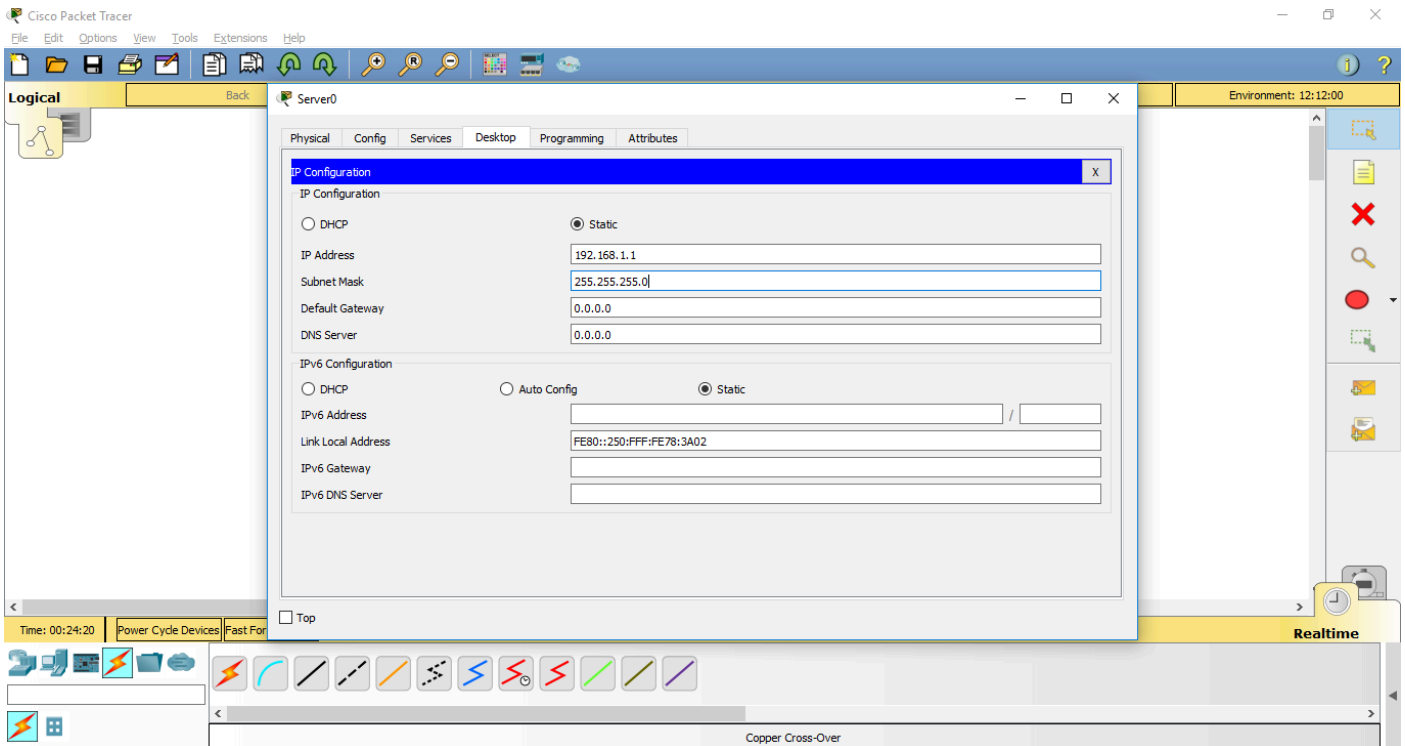 Cisco Packet Tracer
File Edit Options View Tools Extensions Help
Logical
Back
Environment: 12:12:00
Server0
Physical Config Services Desktop Programming Attributes
IP Configuration
X
IP Configuration
DHCP
Static
IP Address
192.168.1.1
Subnet Mask
255.255.255.0
Default Gateway
0.0.0.0
DNS Server
0.0.0.0
IPv6 Configuration
DHCP
Auto Config
Static
IPv6 Address
/
Link Local Address
FE80::250:FFF:FE78:3A02
IPv6 Gateway
IPv6 DNS Server
Top
Time: 00:24:20
Power Cycle Devices
Fast For
Realtime
Copper Cross-Over